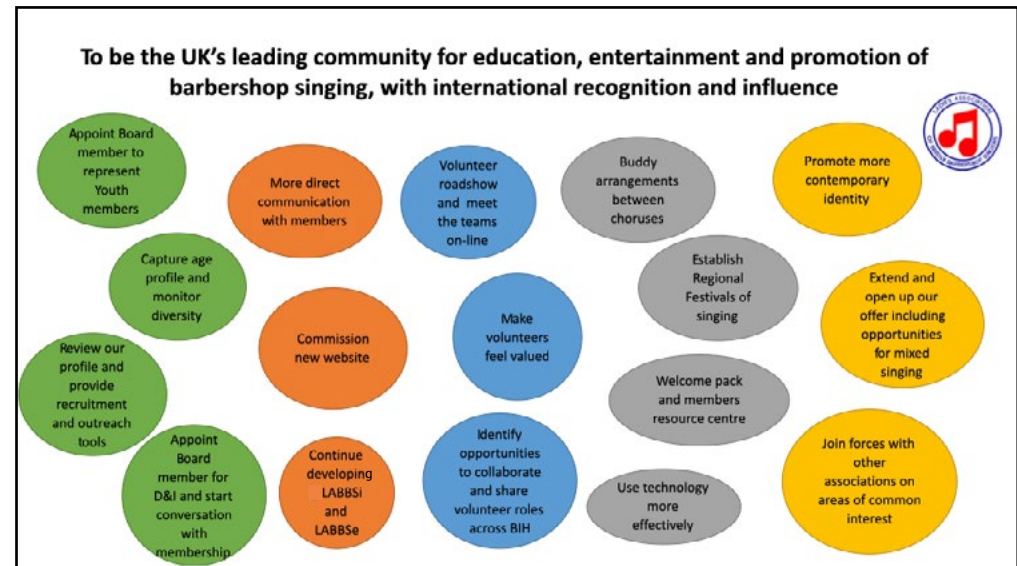 To be the UK's leading community for education, entertainment and promotion of
barbershop singing, with international recognition and influence
Appoint Board
member to
represent
Youth
members
Capture age
profile and
monitor
diversity
Review our
profile and
provide
recruitment
and outreach
tools
Appoint
Board
member for
D&I and start
conversation
with
membership
More direct
communication
with members
Commission
new website
Continue
developing
LABBSi
and
LABBSe
Volunteer
roadshow
and meet
the teams
on-line
Make
volunteers
feel valued
Identify
opportunities
to collaborate
and share
volunteer roles
across BIH
Buddy
arrangements
between
choruses
Establish
Regional
Festivals of
singing
Welcome pack
and members
resource centre
Use technology
more
effectively
Promote more
contemporary
identity
Extend and
open up our
offer including
opportunities
for mixed
singing
Join forces with
other
associations on
areas of common
interest
LADIES ASSOCIATION